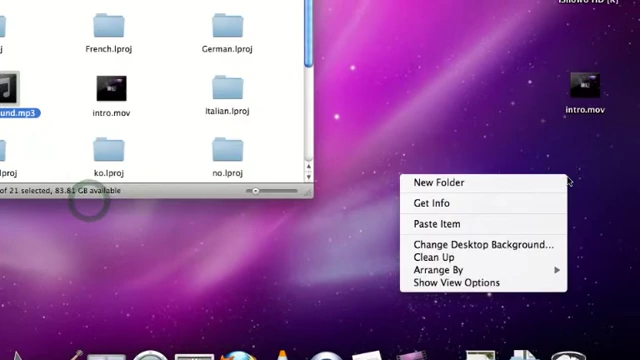 j
French.lproj
German.lproj
und.mp3
intro.mov
Italian.lproj
intro.mov
.lproj
ko.lproj
no.lproj
of 21 selected, 83.81 GB available
New Folder
Get Info
Paste Item
Change Desktop Background...
Clean Up
Arrange By
Show View Options